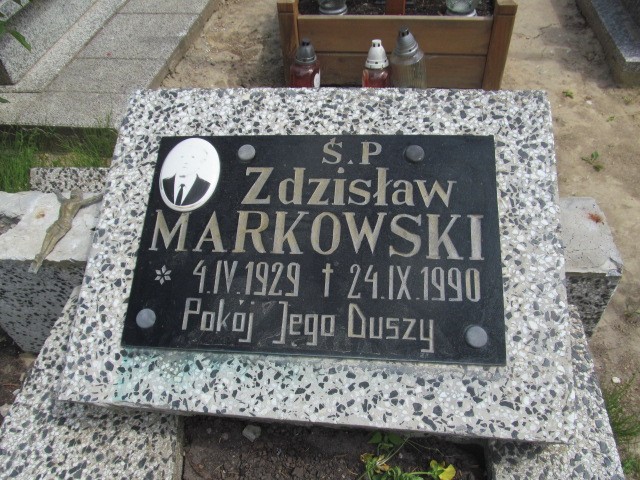 Ś.P
Zdzisław
MARKOWSKI
* 4.IV.1929 † 24.IX.1990
Pokój Jego Duszy